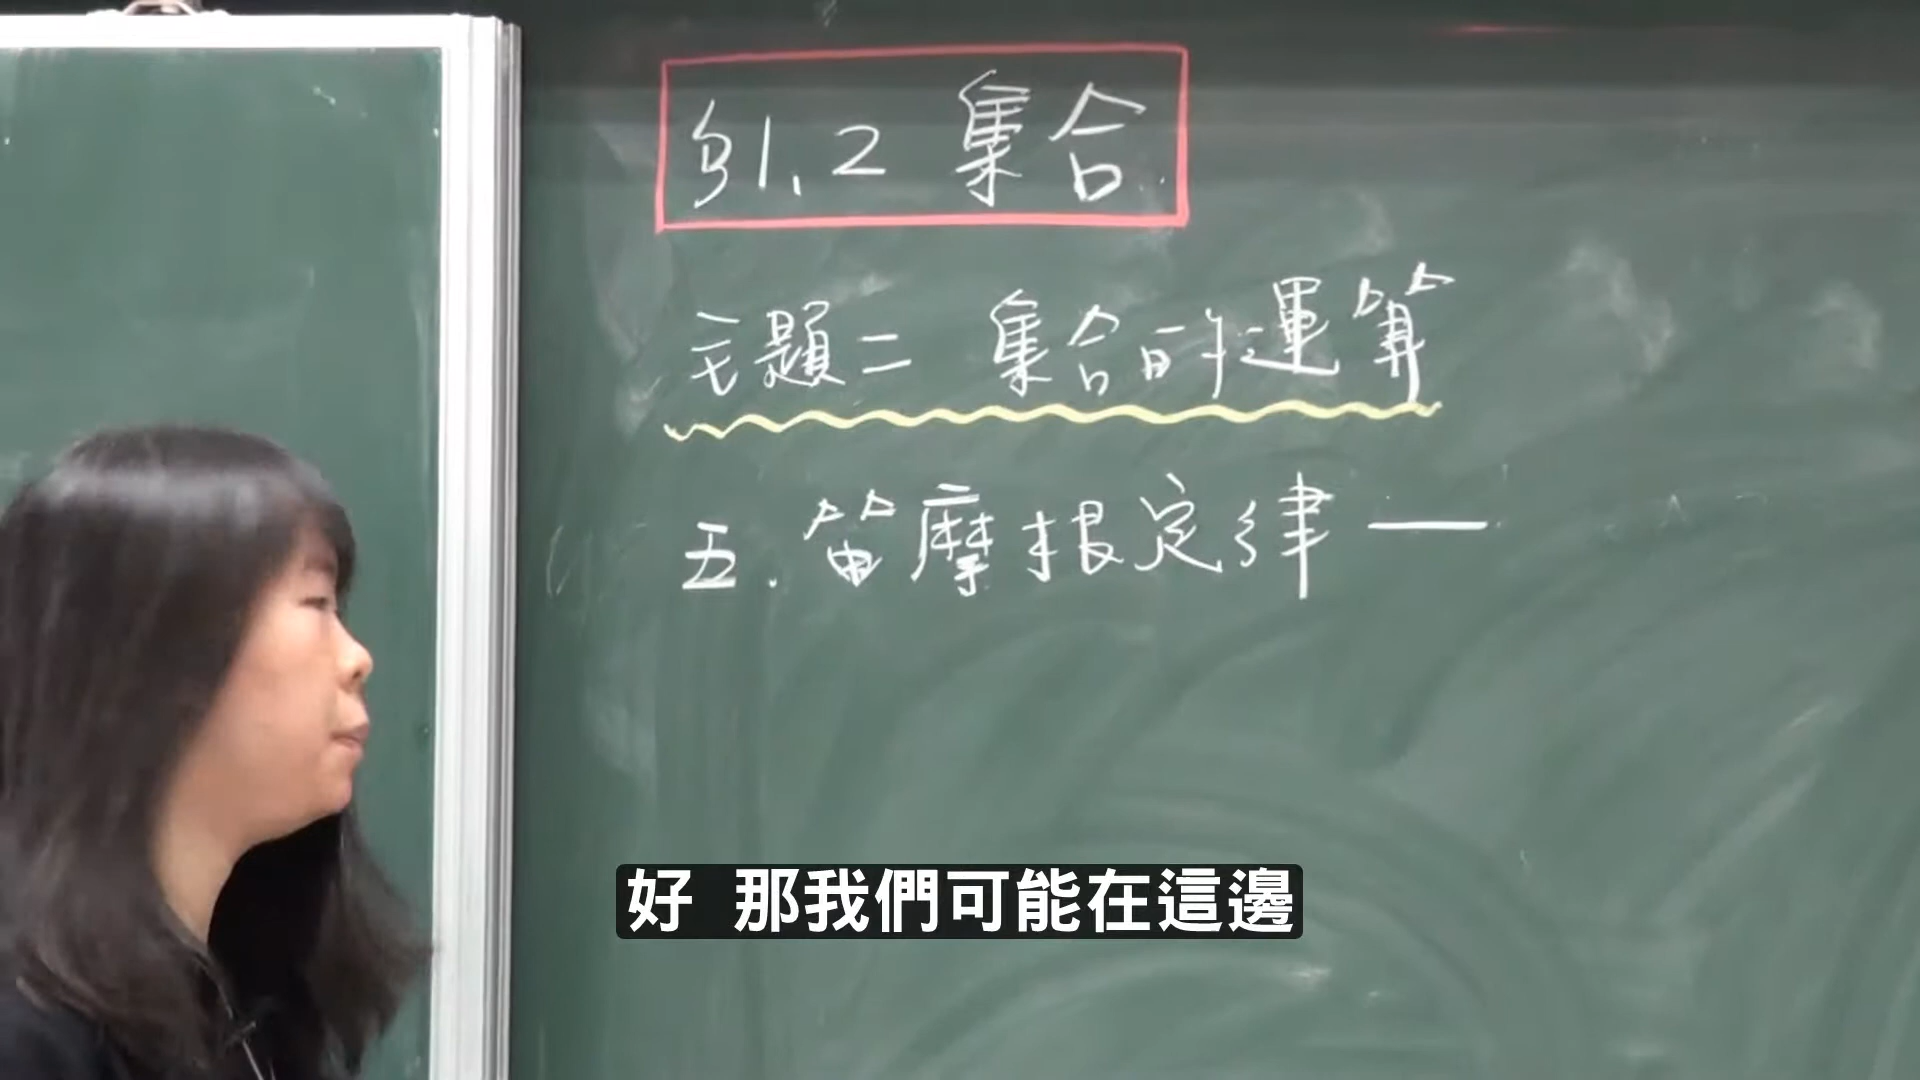 §1.2 集合
主題二 集合的運算
五.笛摩根定律一
好 那我們可能在這邊